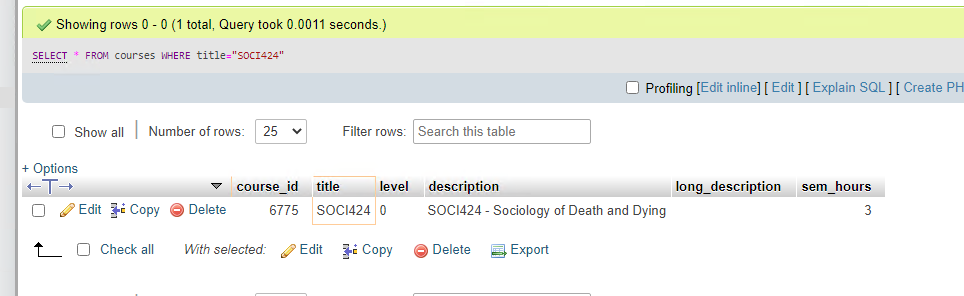 Showing rows 0 - 0 (1 total, Query took 0.0011 seconds.)
SELECT * FROM courses WHERE title="SOCI424"
Profiling [Edit inline] [ Edit ] [ Explain SQL ] [ Create PH
Show all | Number of rows: 25 Filter rows: Search this table
+ Options
←T→ course_id title level description long_description sem_hours
Edit Copy Delete 6775 SOCI424 0 SOCI424 - Sociology of Death and Dying 3
Check all With selected: Edit Copy Delete Export